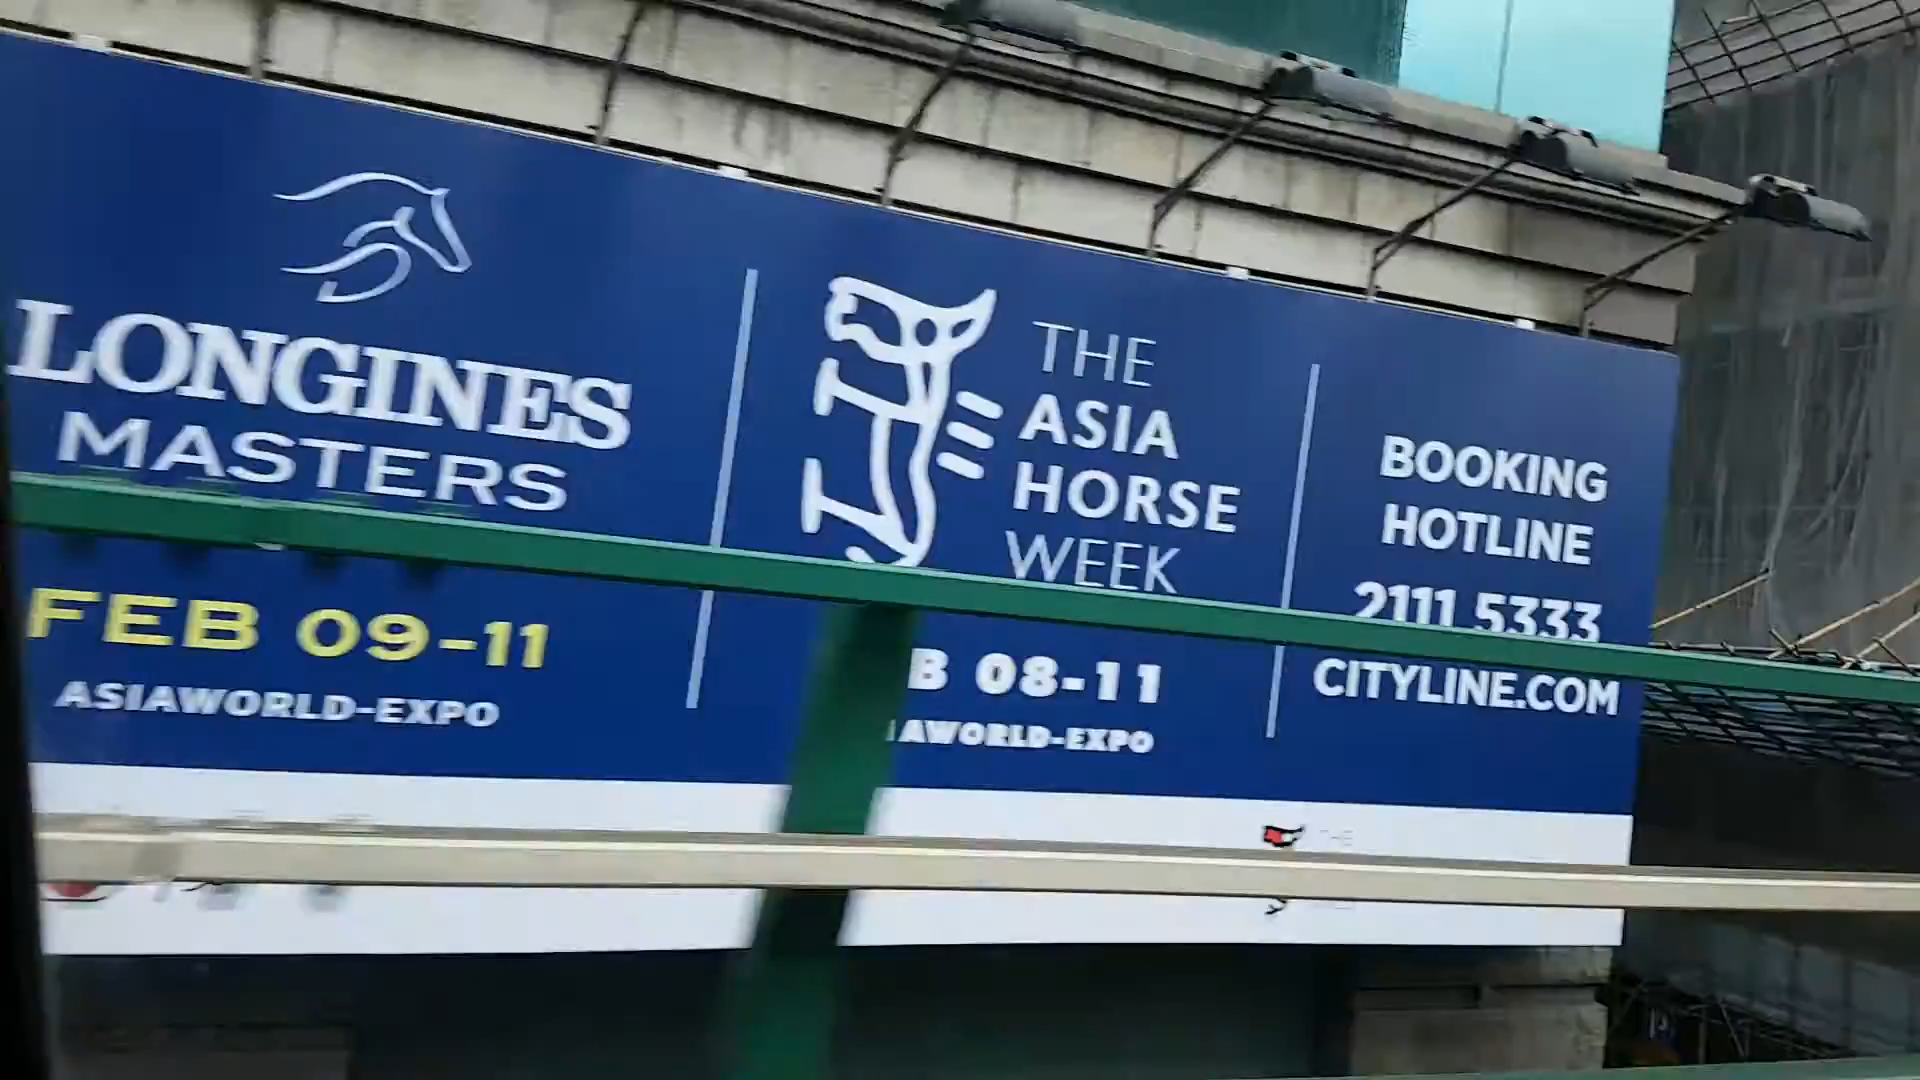 LONGINES
MASTERS
FEB 09-11
ASIAWORLD-EXPO
THE
ASIA
HORSE
WEEK
B 08-11
AWORLD-EXPO
BOOKING
HOTLINE
2111 5333
CITYLINE.COM